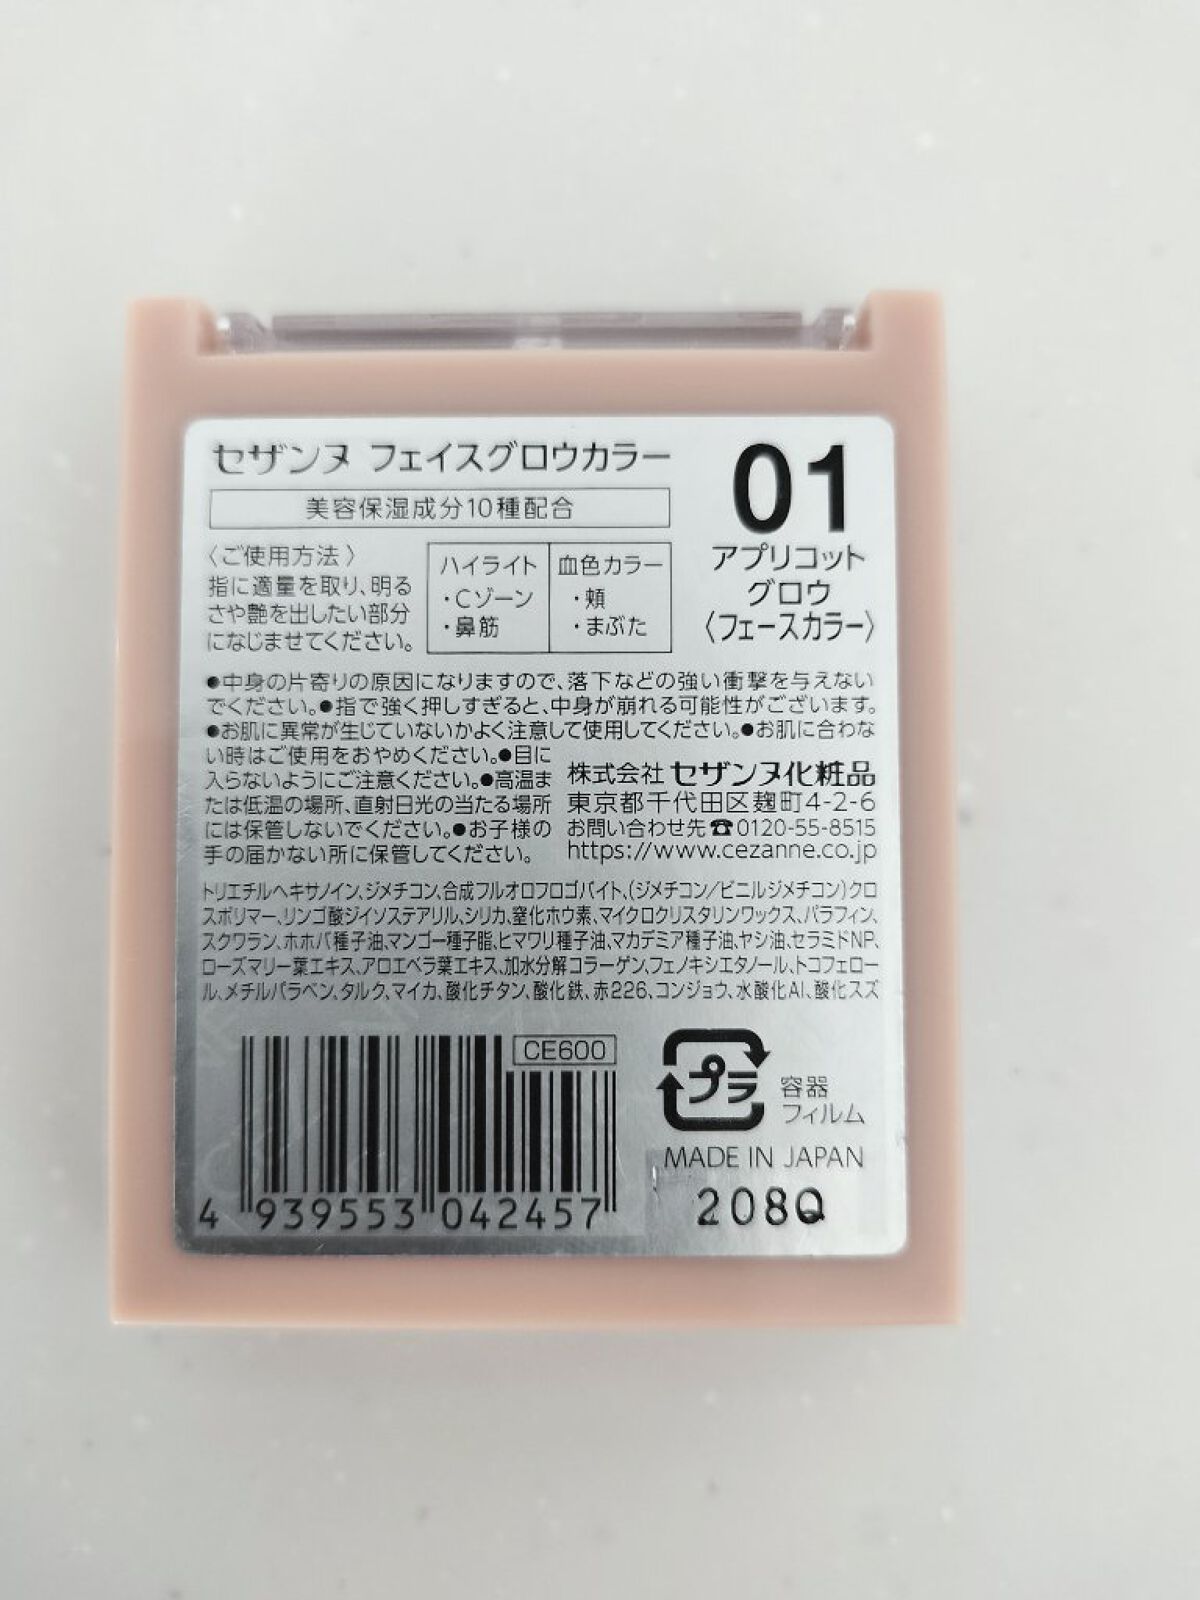 セザンヌ フェイスグロウカラー
美容保湿成分10種配合
01
アプリコット
グロウ
〈フェースカラー〉
〈ご使用方法〉
指に適量を取り、明る
さや艶を出したい部分
になじませてください。
ハイライト
・Cゾーン
・鼻筋
血色カラー
・頬
・まぶた
●中身の片寄りの原因になりますので、落下などの強い衝撃を与えない
でください。●指で強く押しすぎると、中身が崩れる可能性がございます。
●お肌に異常が生じていないかよく注意して使用してください。●お肌に合わな
い時はご使用をおやめください。●目に
入らないようにご注意ください。●高温ま
たは低温の場所、直射日光の当たる場所
には保管しないでください。●お子様の
手の届かない所に保管してください。
株式会社 セザンヌ化粧品
東京都千代田区麹町4-2-6
お問い合わせ先☎0120-55-8515
https://www.cezanne.co.jp
トリエチルヘキサノイン、ジメチコン、合成フルオロフロゴパイト、(ジメチコン/ビニルジメチコン)クロ
スポリマー、リンゴ酸ジイソステアリル、シリカ、窒化ホウ素、マイクロクリスタリンワックス、パラフィン、
スクワラン、ホホバ種子油、マンゴー種子脂、ヒマワリ種子油、マカデミア種子油、ヤシ油、セラミドNP、
ローズマリー葉エキス、アロエベラ葉エキス、加水分解コラーゲン、フェノキシエタノール、トコフェロー
ル、メチルパラベン、タルク、マイカ、酸化チタン、酸化鉄、赤226、コンジョウ、水酸化Al、酸化スズ
CE600
4 939553 042457
プラ
容器
フィルム
MADE IN JAPAN
208Q